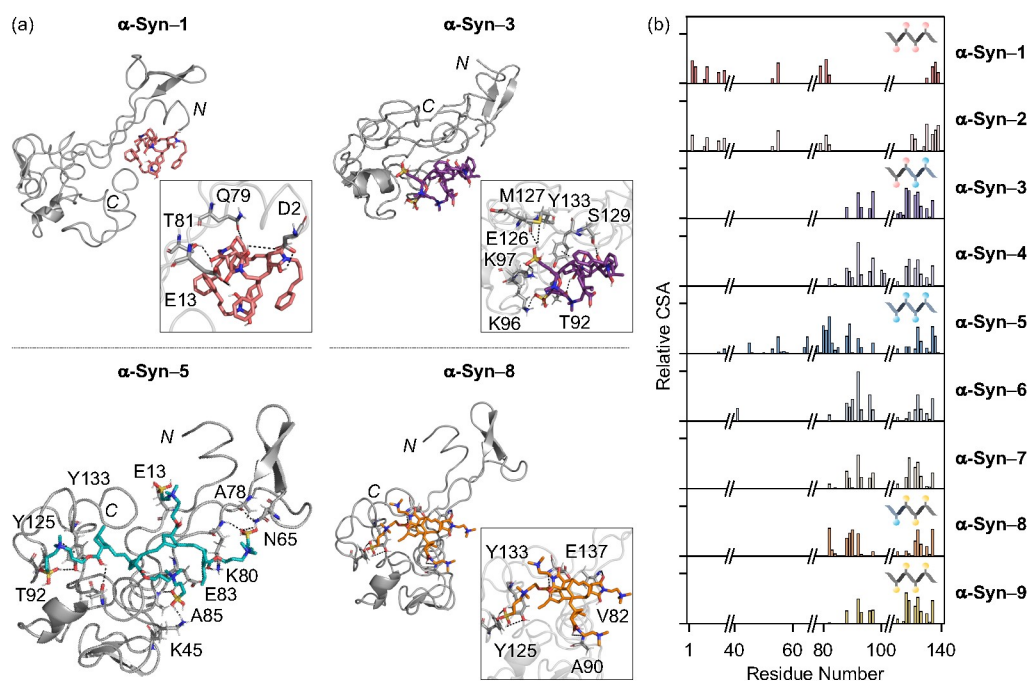 (a)
α-Syn–1
N
C
Q79
T81
D2
E13
α-Syn–3
N
C
M127
Y133
S129
E126
K97
K96
T92
α-Syn–5
N
E13
Y133
A78
C
Y125
N65
K80
T92
E83
A85
K45
α-Syn–8
C
Y133
E137
V82
Y125
A90
(b)
Relative CSA
α-Syn–1
α-Syn–2
α-Syn–3
α-Syn–4
α-Syn–5
α-Syn–6
α-Syn–7
α-Syn–8
α-Syn–9
1 40 60 80 100 140
Residue Number